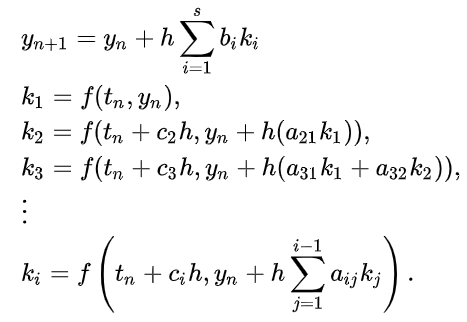 $y_{n+1} = y_n + h \sum_{i=1}^{s} b_i k_i$
$k_1 = f(t_n, y_n),$
$k_2 = f(t_n + c_2 h, y_n + h(a_{21} k_1)),$
$k_3 = f(t_n + c_3 h, y_n + h(a_{31} k_1 + a_{32} k_2)),$
$\vdots$
$k_i = f\left(t_n + c_i h, y_n + h \sum_{j=1}^{i-1} a_{ij} k_j\right).$